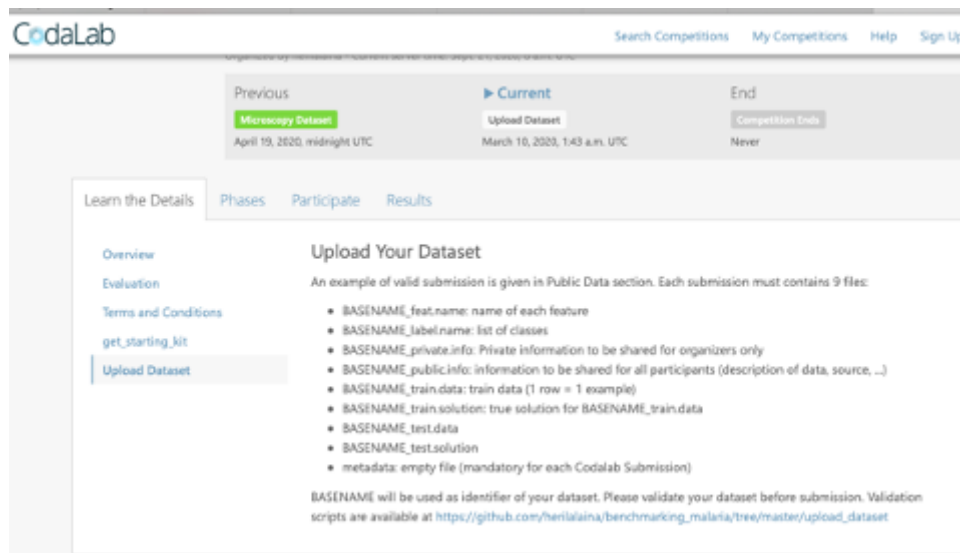 CodaLab
Search Competitions My Competitions Help Sign Up
Previous ▶ Current End
Microscopy Dataset Upload Dataset Competition Ends
April 19, 2020, midnight UTC March 10, 2020, 1:43 a.m. UTC Never
Learn the Details Phases Participate Results
Overview
Evaluation
Terms and Conditions
get_starting_kit
Upload Dataset
Upload Your Dataset
An example of valid submission is given in Public Data section. Each submission must contains 9 files:
• BASENAME_feat.name: name of each feature
• BASENAME_label.name: list of classes
• BASENAME_private.info: Private information to be shared for organizers only
• BASENAME_public.info: information to be shared for all participants (description of data, source, ...)
• BASENAME_train.data: train data (1 row = 1 example)
• BASENAME_train.solution: true solution for BASENAME_train.data
• BASENAME_test.data
• BASENAME_test.solution
• metadata: empty file (mandatory for each Codalab Submission)
BASENAME will be used as identifier of your dataset. Please validate your dataset before submission. Validation
scripts are available at https://github.com/herilalaina/benchmarking_malaria/tree/master/upload_dataset